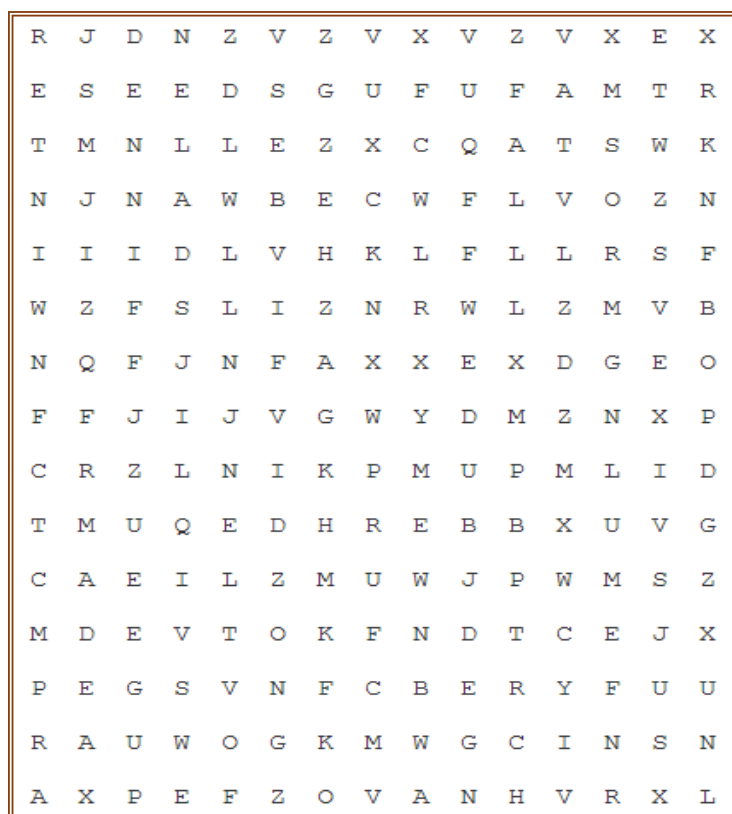 R J D N Z V Z V X V Z V X E X
E S E E D S G U F U F A M T R
T M N L L E Z X C Q A T S W K
N J N A W B E C W F L V O Z N
I I I D L V H K L F L L R S F
W Z F S L I Z N R W L Z M V B
N Q F J N F A X X E X D G E O
F F J I J V G W Y D M Z N X P
C R Z L N I K P M U P M L I D
T M U Q E D H R E B B X U V G
C A E I L Z M U W J P W M S Z
M D E V T O K F N D T C E J X
P E G S V N F C B E R Y F U U
R A U W O G K M W G C I N S N
A X P E F Z O V A N H V R X L